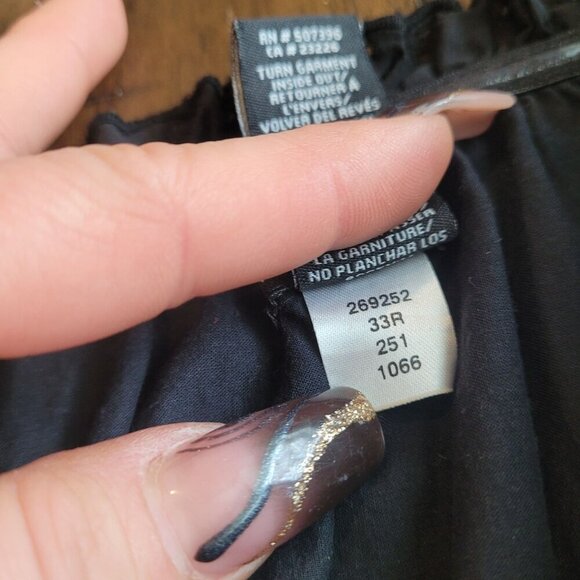 RN # 507396
CA # 23226
TURN GARMENT
INSIDE OUT/
RETOURNER À
L'ENVERS/
VOLVER DEL REVÉS
LA GARNITURE/
NO PLANCHAR LOS
269252
33R
251
1066